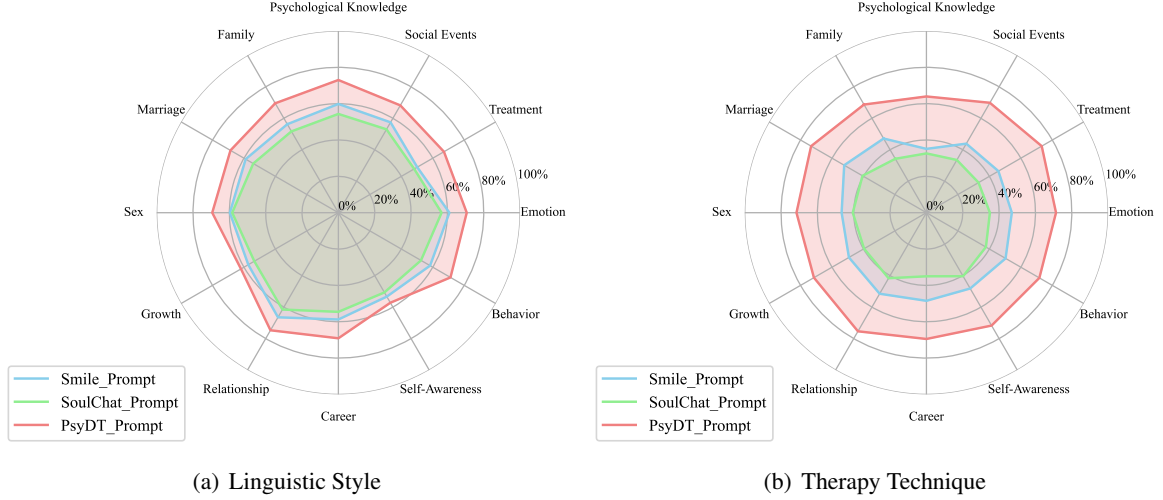 Psychological Knowledge
Family
Social Events
Marriage
Treatment
100%
80%
60%
40%
20%
0%
Sex
Emotion
Growth
Behavior
Relationship
Self-Awareness
Career
Smile_Prompt
SoulChat_Prompt
PsyDT_Prompt
(a) Linguistic Style
Psychological Knowledge
Family
Social Events
Marriage
Treatment
100%
80%
60%
40%
20%
0%
Sex
Emotion
Growth
Behavior
Relationship
Self-Awareness
Career
Smile_Prompt
SoulChat_Prompt
PsyDT_Prompt
(b) Therapy Technique